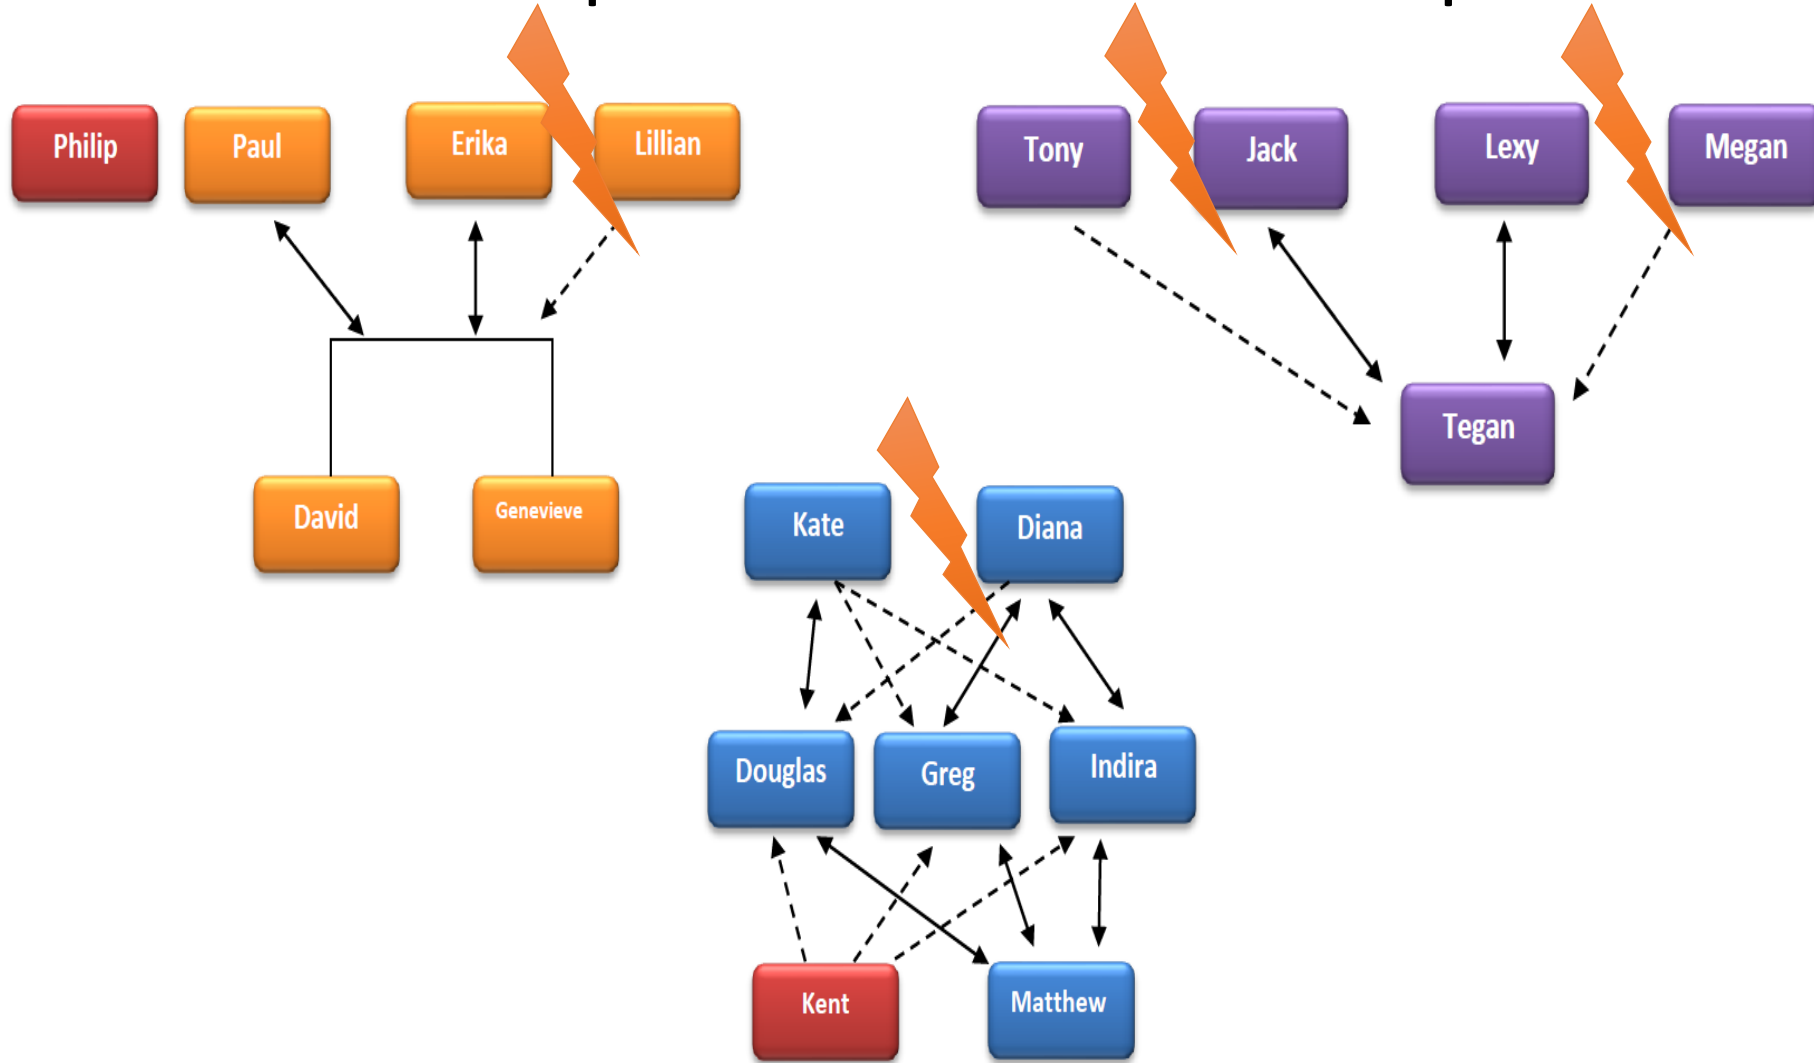 Philip
Paul
Erika
Lillian
Tony
Jack
Lexy
Megan
Tegan
David
Genevieve
Kate
Diana
Douglas
Greg
Indira
Kent
Matthew